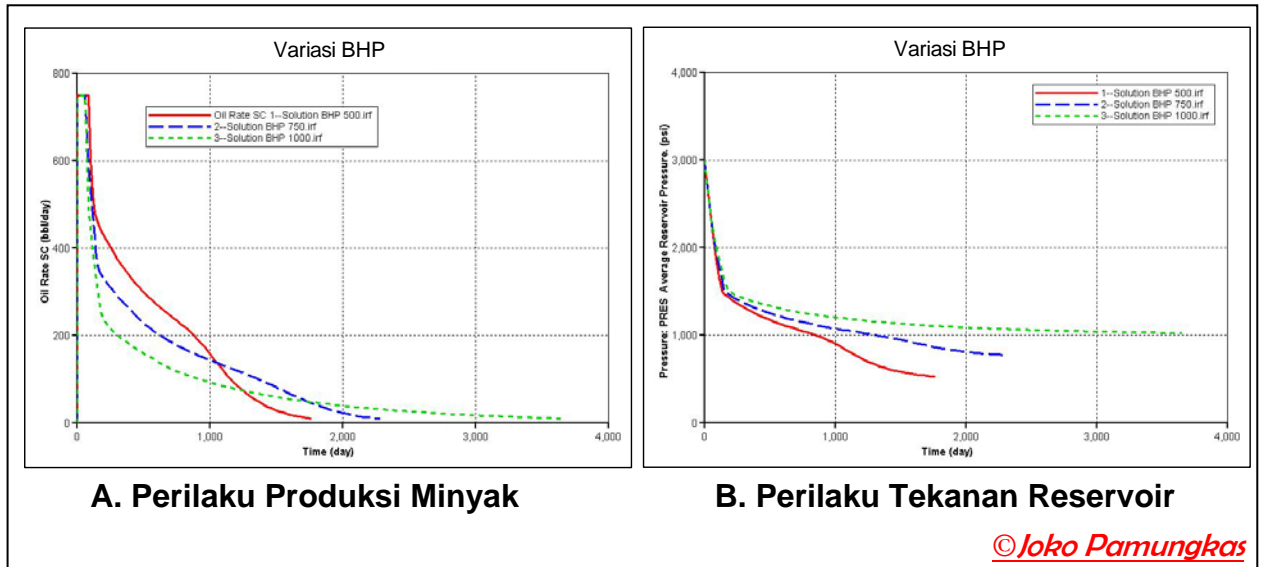 Variasi BHP
800
600
400
200
0
Oil Rate SC (bbl/day)
Oil Rate SC 1--Solution BHP 500.irf
2--Solution BHP 750.irf
3--Solution BHP 1000.irf
0 1,000 2,000 3,000 4,000
Time (day)
A. Perilaku Produksi Minyak
Variasi BHP
4,000
3,000
2,000
1,000
0
Pressure: PRES Average Reservoir Pressure. (psi)
1--Solution BHP 500.irf
2--Solution BHP 750.irf
3--Solution BHP 1000.irf
0 1,000 2,000 3,000 4,000
Time (day)
B. Perilaku Tekanan Reservoir
©Joko Pamungkas